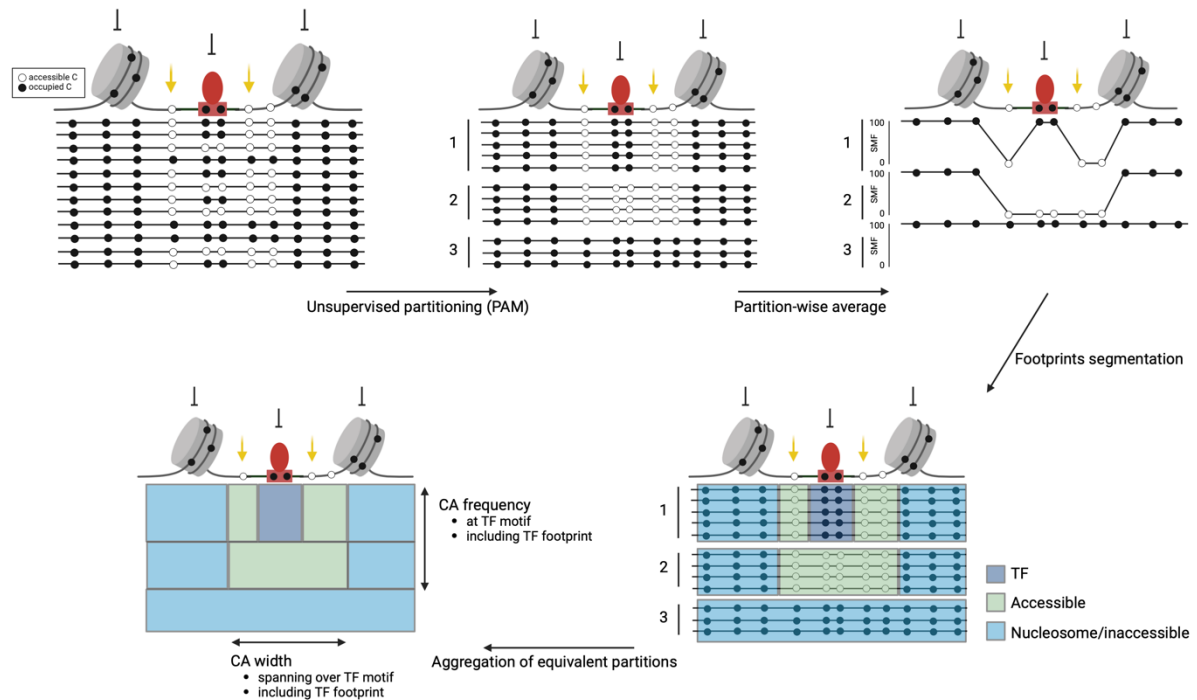 accessible C
occupied C
1
2
3
Unsupervised partitioning (PAM)
1
2
3
100
SMF
0
100
SMF
0
100
SMF
0
Partition-wise average
Footprints segmentation
1
2
3
TF
Accessible
Nucleosome/inaccessible
Aggregation of equivalent partitions
CA frequency
• at TF motif
• including TF footprint
CA width
• spanning over TF motif
• including TF footprint